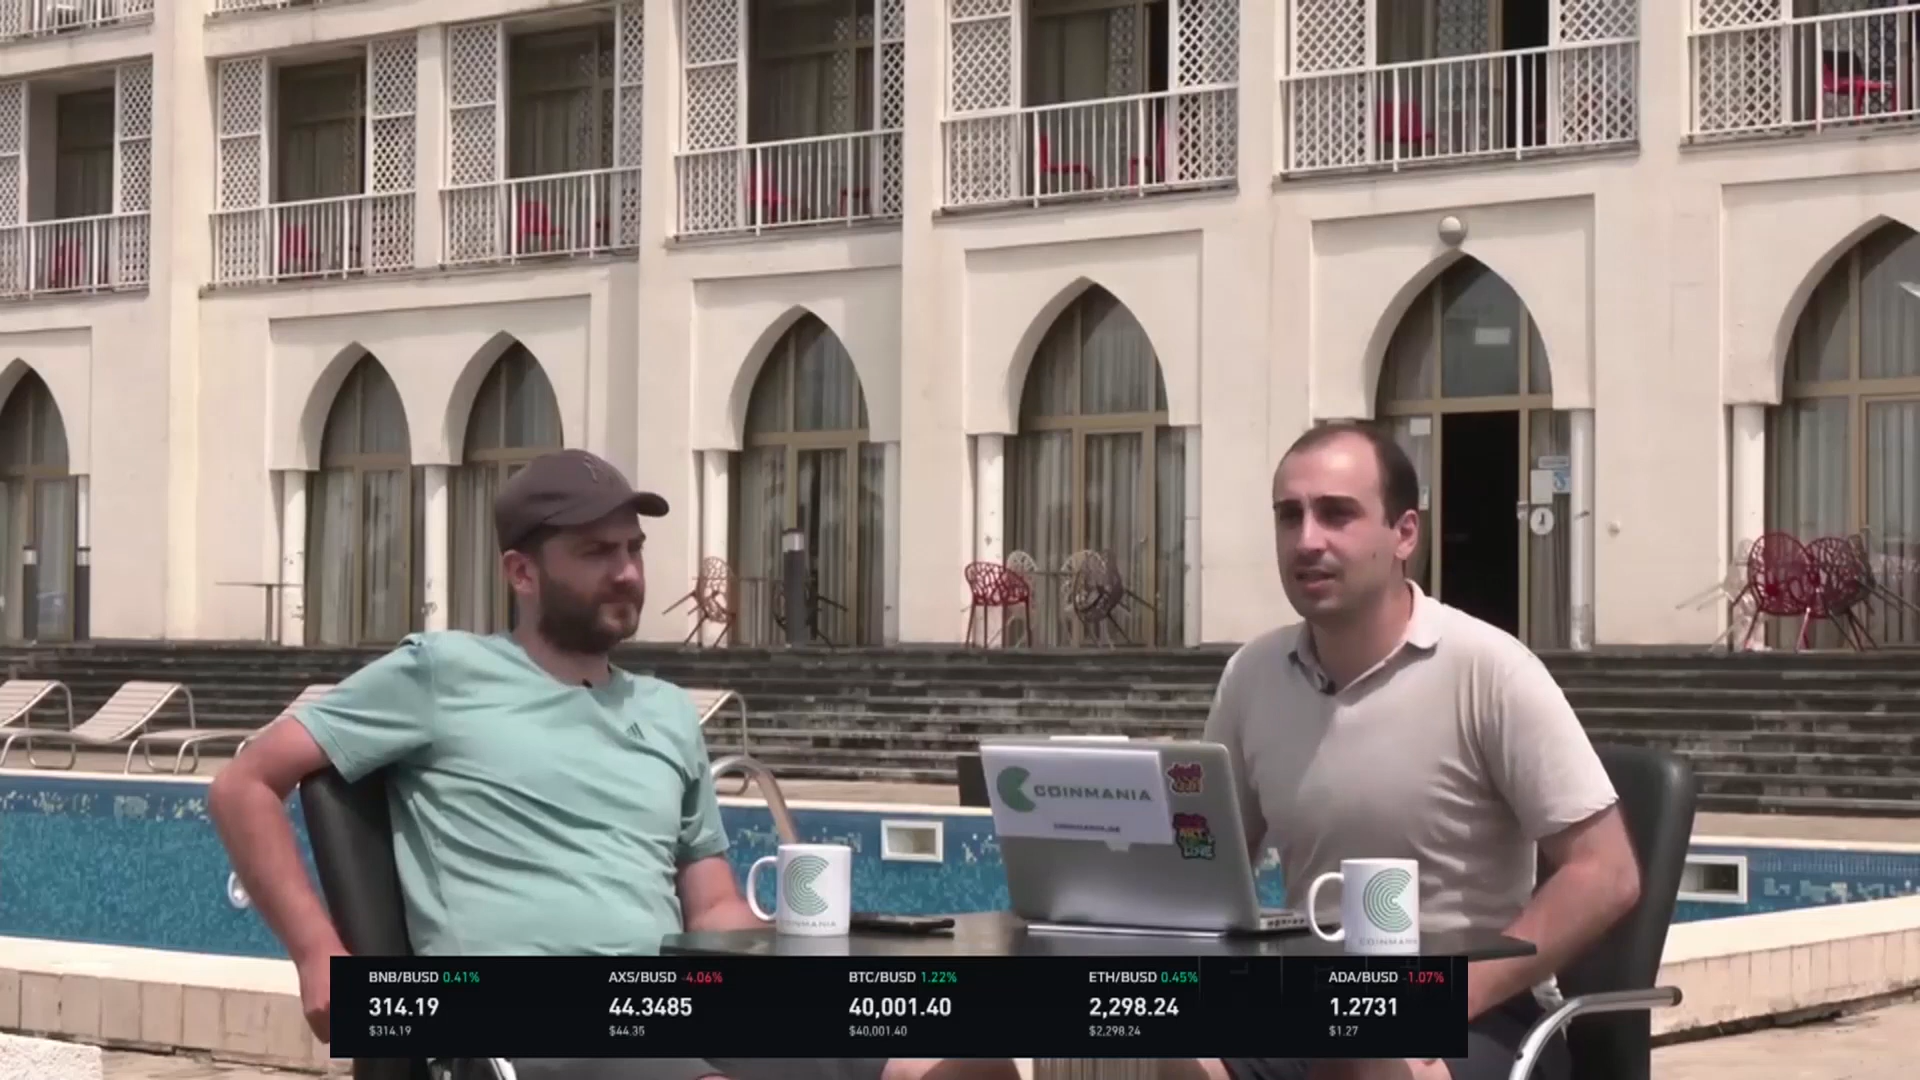 COINMANIA
COINMANIA
COINMANIA
BNB/BUSD 0.41%
314.19
$314.19
AXS/BUSD -4.06%
44.3485
$44.35
BTC/BUSD 1.22%
40,001.40
$40,001.40
ETH/BUSD 0.45%
2,298.24
$2,298.24
ADA/BUSD -1.07%
1.2731
$1.27